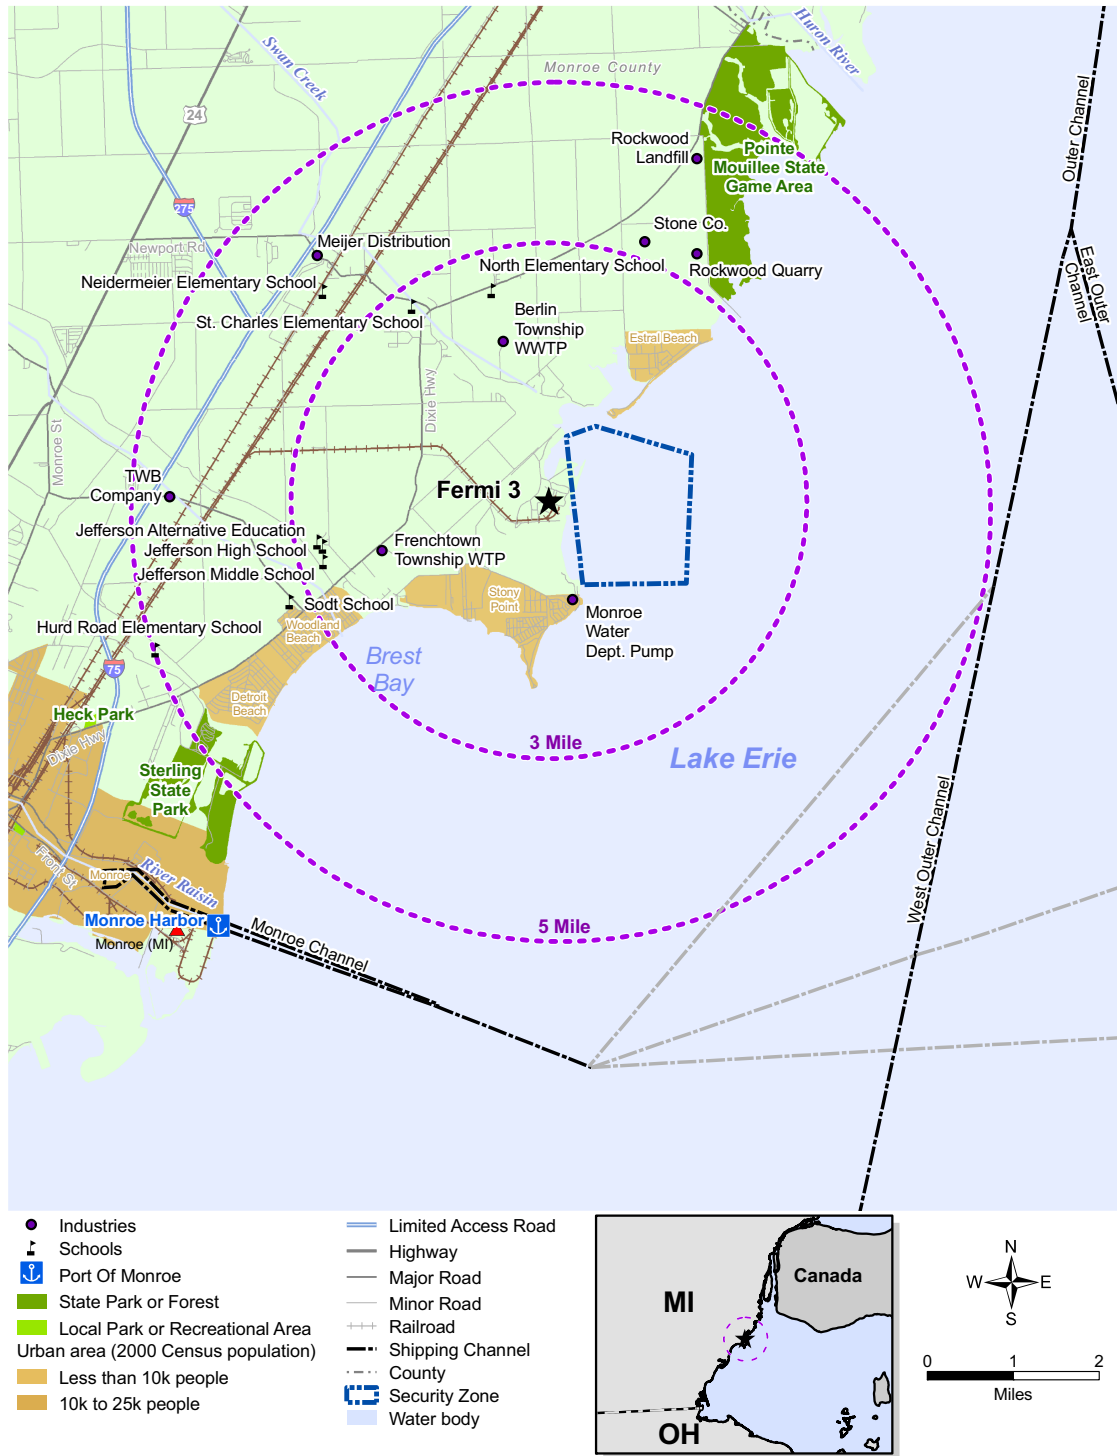 Swan Creek
Huron River
Monroe County
24
Rockwood
Landfill
Pointe
Mouillee State
Game Area
Outer Channel
275
Newport Rd
Meijer Distribution
Stone Co.
East Outer
Channel
Neidermeier Elementary School
North Elementary School
Rockwood Quarry
St. Charles Elementary School
Berlin
Township
WWTP
Estral Beach
Dixie Hwy
Monroe St
TWB
Company
Fermi 3
Jefferson Alternative Education
Jefferson High School
Jefferson Middle School
Frenchtown
Township WTP
Sodt School
Stony
Point
Monroe
Water
Dept. Pump
Hurd Road Elementary School
Woodland
Beach
75
Brest
Bay
Detroit
Beach
Heck Park
Dixie Hwy
3 Mile
Lake Erie
Sterling
State
Park
West Outer Channel
Front St
Monroe
River Raisin
Monroe Harbor
Monroe (MI)
Monroe Channel
5 Mile
Industries
Schools
Port Of Monroe
State Park or Forest
Local Park or Recreational Area
Urban area (2000 Census population)
Less than 10k people
10k to 25k people
Limited Access Road
Highway
Major Road
Minor Road
Railroad
Shipping Channel
County
Security Zone
Water body
MI
Canada
OH
N
W
E
S
0 1 2
Miles